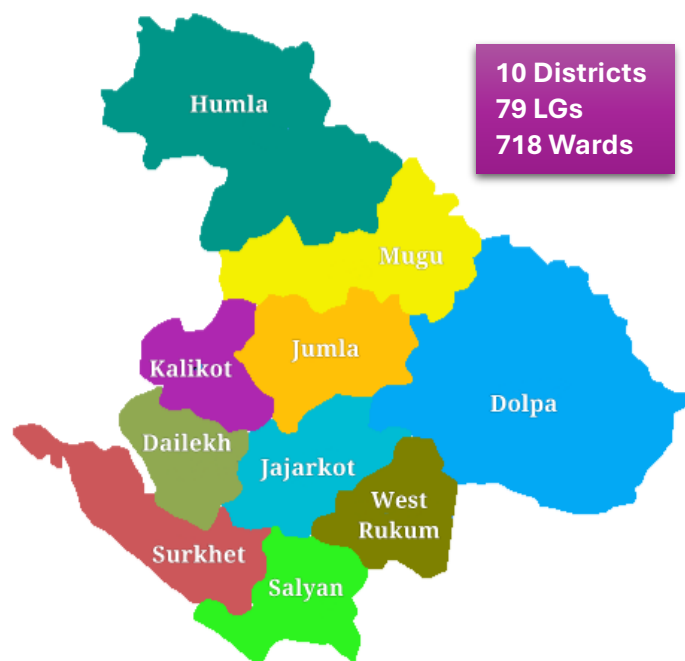 10 Districts
79 LGs
718 Wards
Humla
Mugu
Jumla
Kalikot
Dolpa
Dailekh
Jajarkot
West
Rukum
Surkhet
Salyan